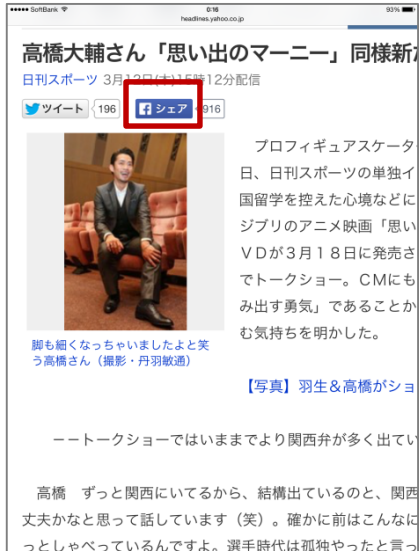 SoftBank 0:16 93%
headlines.yahoo.co.jp
高橋大輔さん「思い出のマーニー」同様新
日刊スポーツ 3月12日(木)15時12分配信
ツイート 196 シェア 916
プロフィギュアスケータ
日、日刊スポーツの単独イ
国留学を控えた心境などに
ジブリのアニメ映画「思い
ＶＤが３月１８日に発売さ
でトークショー。ＣＭにも
み出す勇気」であることか
む気持ちを明かした。
脚も細くなっちゃいましたよと笑
う高橋さん（撮影・丹羽敏通）
【写真】羽生＆高橋がショ
ーートークショーではいままでより関西弁が多く出てい
高橋　ずっと関西にいてるから、結構出ているのと、関西
丈夫かなと思って話しています（笑）。確かに前はこんなに
っとしゃべっているんですよ。選手時代は孤独やったと言っ